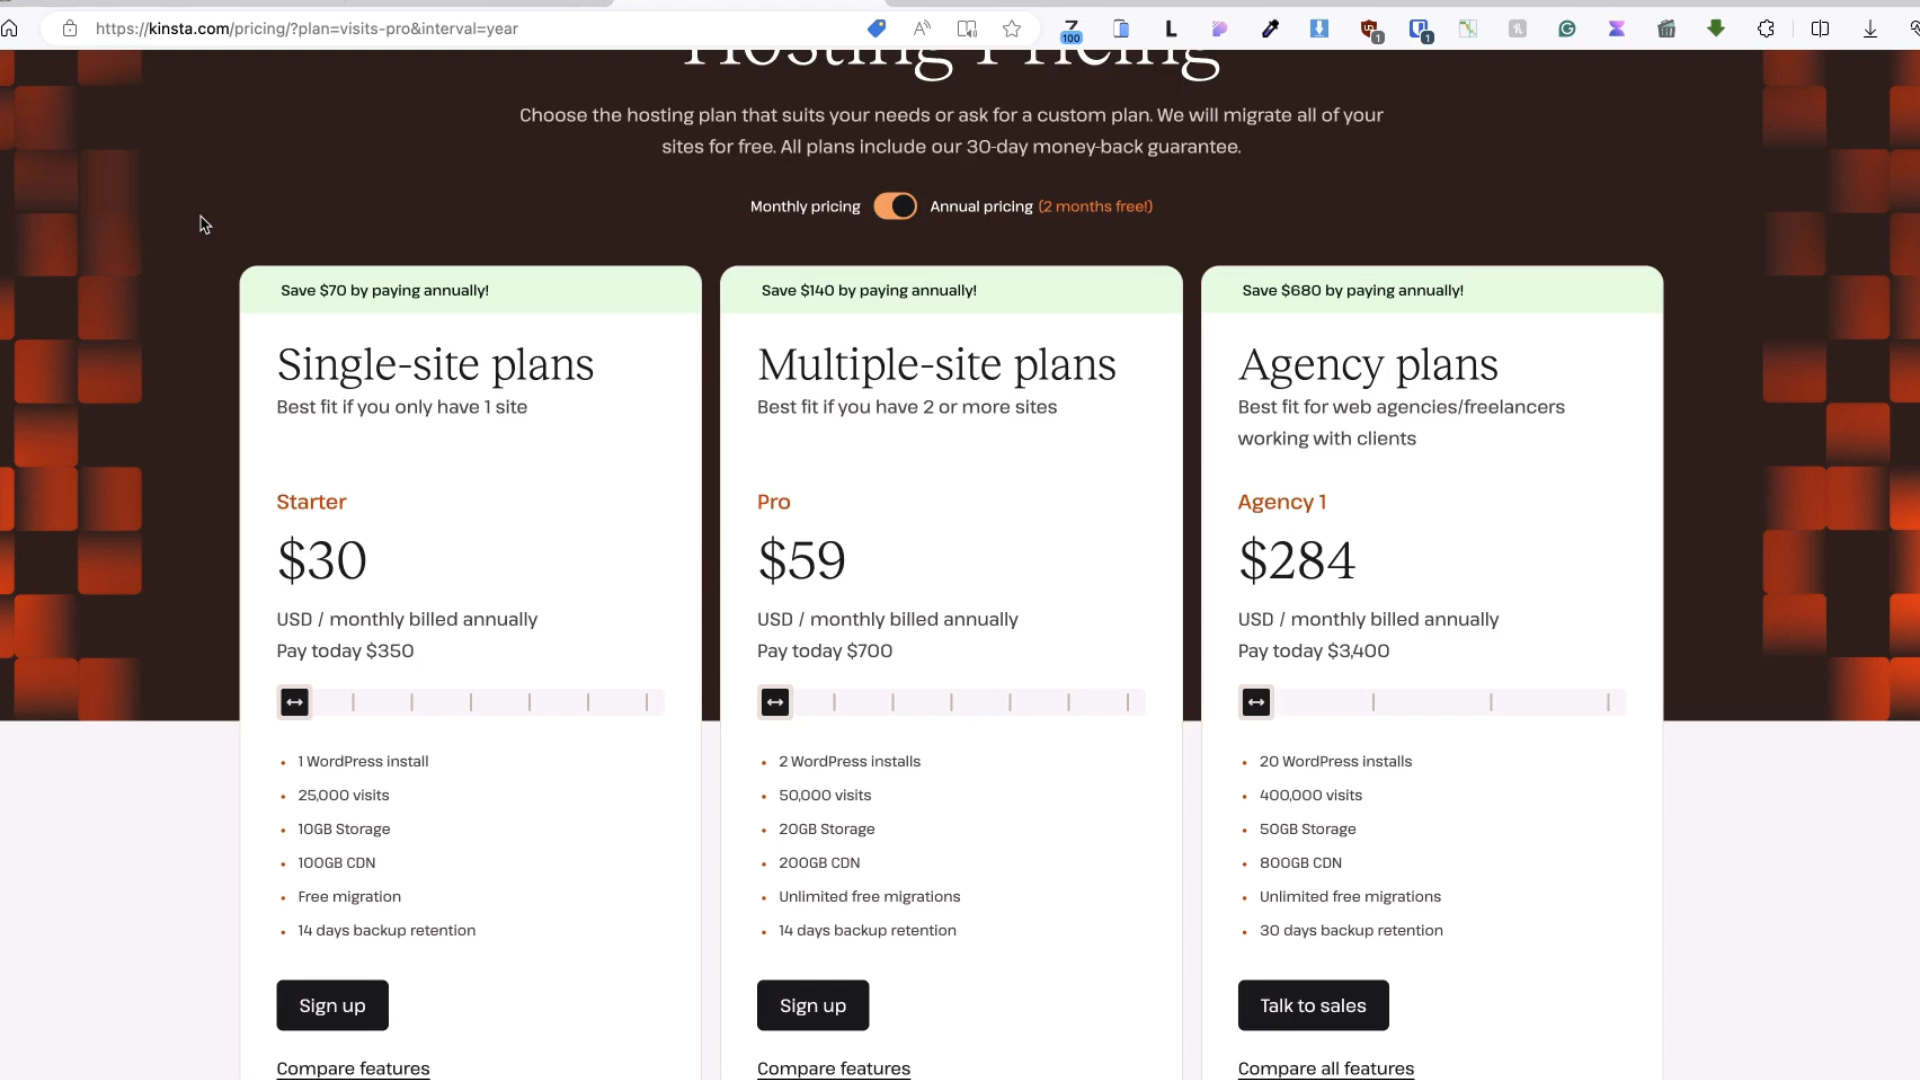 https://kinsta.com/pricing/?plan=visits-pro&interval=year
100
1
1
Hosting Pricing
Choose the hosting plan that suits your needs or ask for a custom plan. We will migrate all of your
sites for free. All plans include our 30-day money-back guarantee.
Monthly pricing Annual pricing (2 months free!)
Save $70 by paying annually!
Single-site plans
Best fit if you only have 1 site
Starter
$30
USD / monthly billed annually
Pay today $350
1 WordPress install
25,000 visits
10GB Storage
100GB CDN
Free migration
14 days backup retention
Sign up
Compare features
Save $140 by paying annually!
Multiple-site plans
Best fit if you have 2 or more sites
Pro
$59
USD / monthly billed annually
Pay today $700
2 WordPress installs
50,000 visits
20GB Storage
200GB CDN
Unlimited free migrations
14 days backup retention
Sign up
Compare features
Save $680 by paying annually!
Agency plans
Best fit for web agencies/freelancers
working with clients
Agency 1
$284
USD / monthly billed annually
Pay today $3,400
20 WordPress installs
400,000 visits
50GB Storage
800GB CDN
Unlimited free migrations
30 days backup retention
Talk to sales
Compare all features